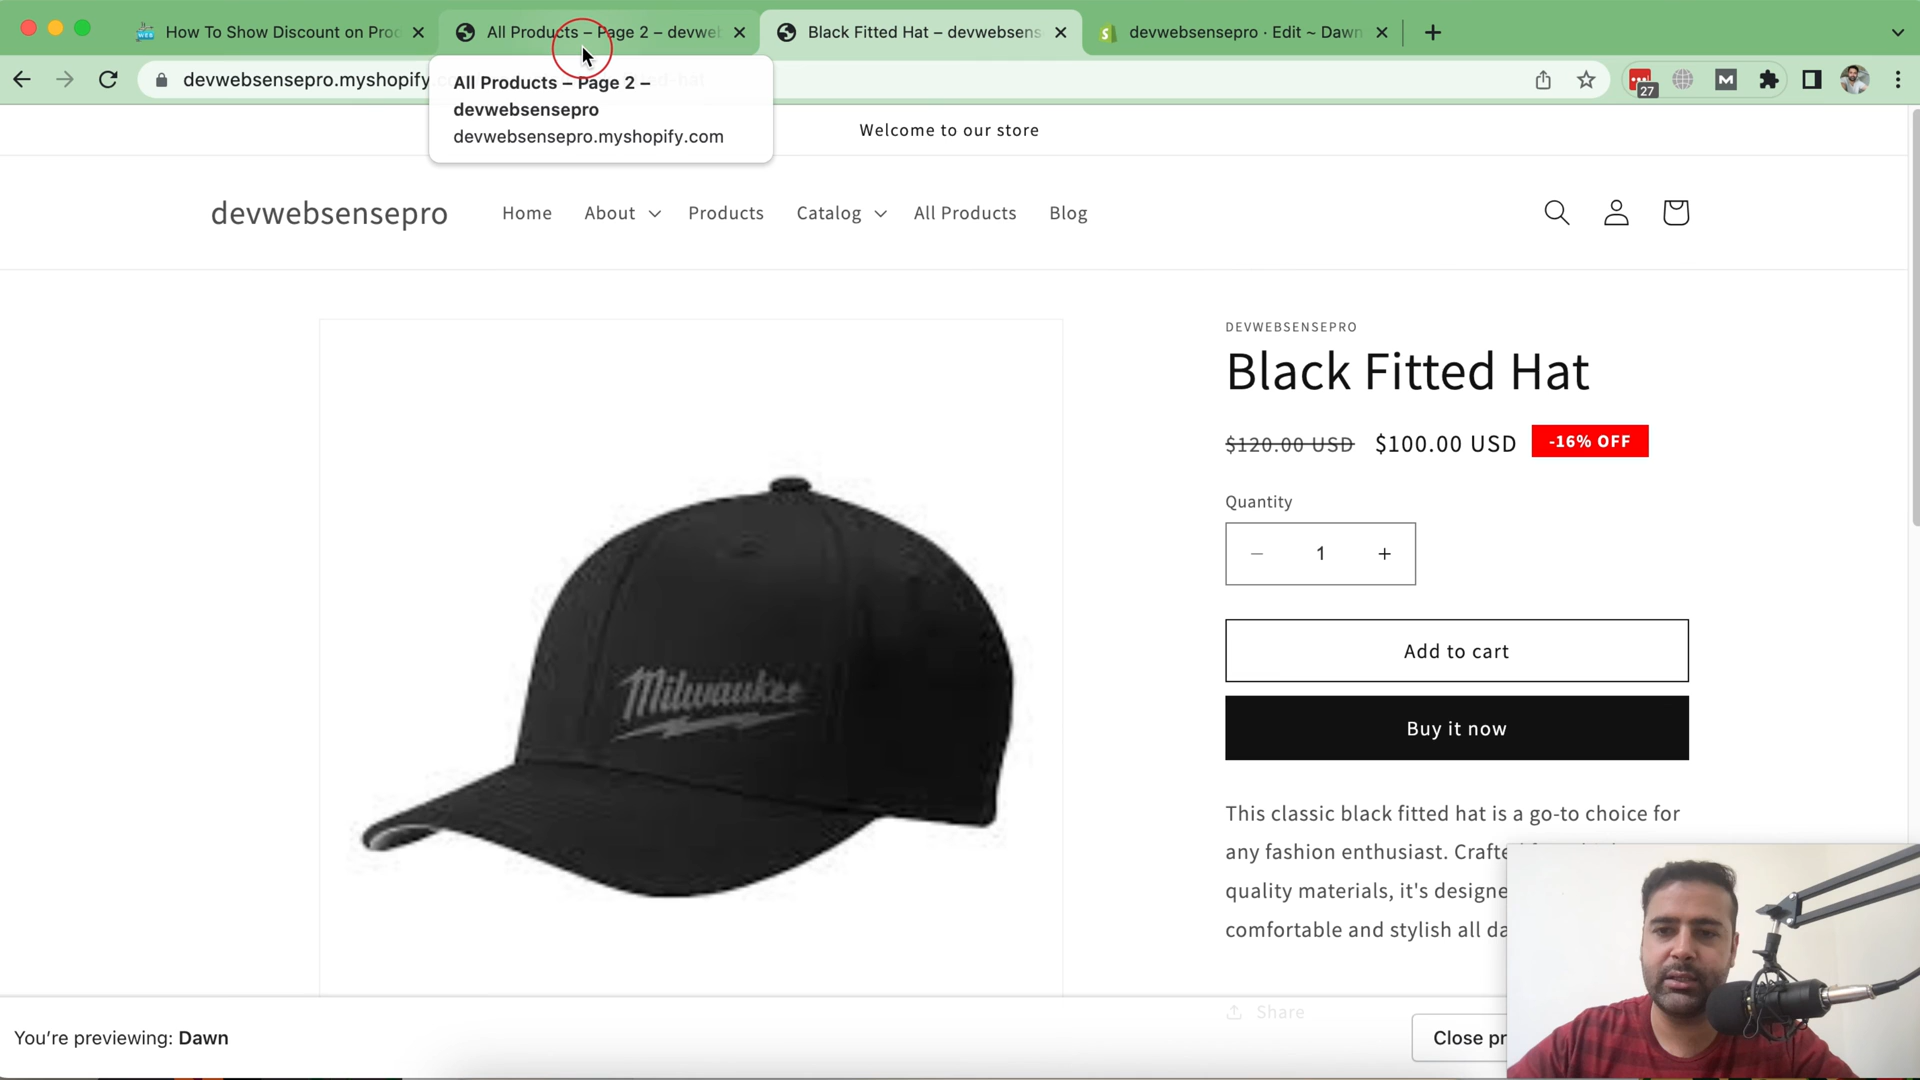 How To Show Discount on Proc
All Products – Page 2 – devweb
Black Fitted Hat – devwebsens
devwebsensepro · Edit ~ Dawn
devwebsensepro.myshopify.
-hat
27
All Products – Page 2 –
devwebsensepro
devwebsensepro.myshopify.com
Welcome to our store
devwebsensepro
Home
About
Products
Catalog
All Products
Blog
DEVWEBSENSEPRO
Black Fitted Hat
$120.00 USD $100.00 USD -16% OFF
Quantity
− 1 +
Milwaukee
Add to cart
Buy it now
This classic black fitted hat is a go-to choice for
any fashion enthusiast. Crafte
quality materials, it's designe
comfortable and stylish all da
Share
You're previewing: Dawn
Close pr